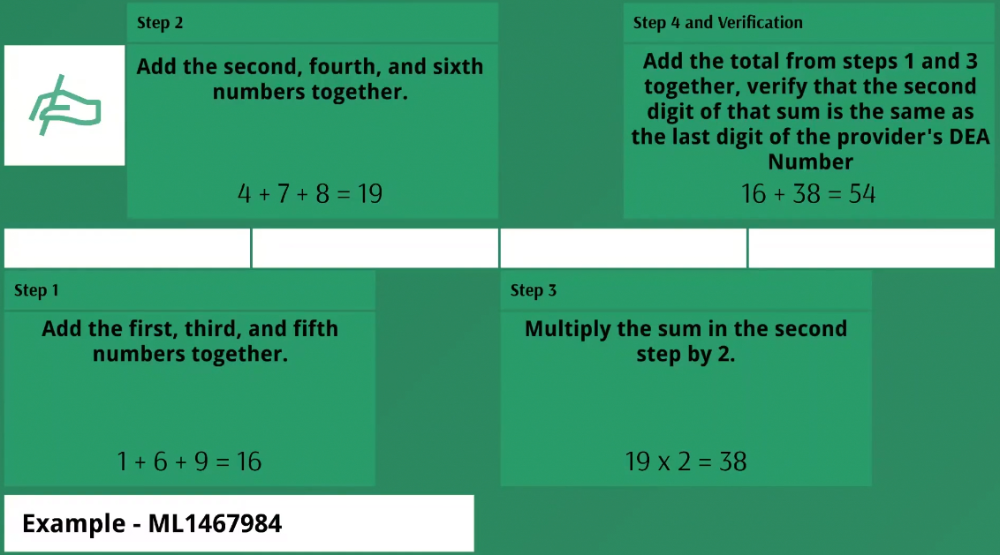 Step 2
Add the second, fourth, and sixth
numbers together.
4 + 7 + 8 = 19
Step 4 and Verification
Add the total from steps 1 and 3
together, verify that the second
digit of that sum is the same as
the last digit of the provider's DEA
Number
16 + 38 = 54
Step 1
Add the first, third, and fifth
numbers together.
1 + 6 + 9 = 16
Step 3
Multiply the sum in the second
step by 2.
19 x 2 = 38
Example - ML1467984